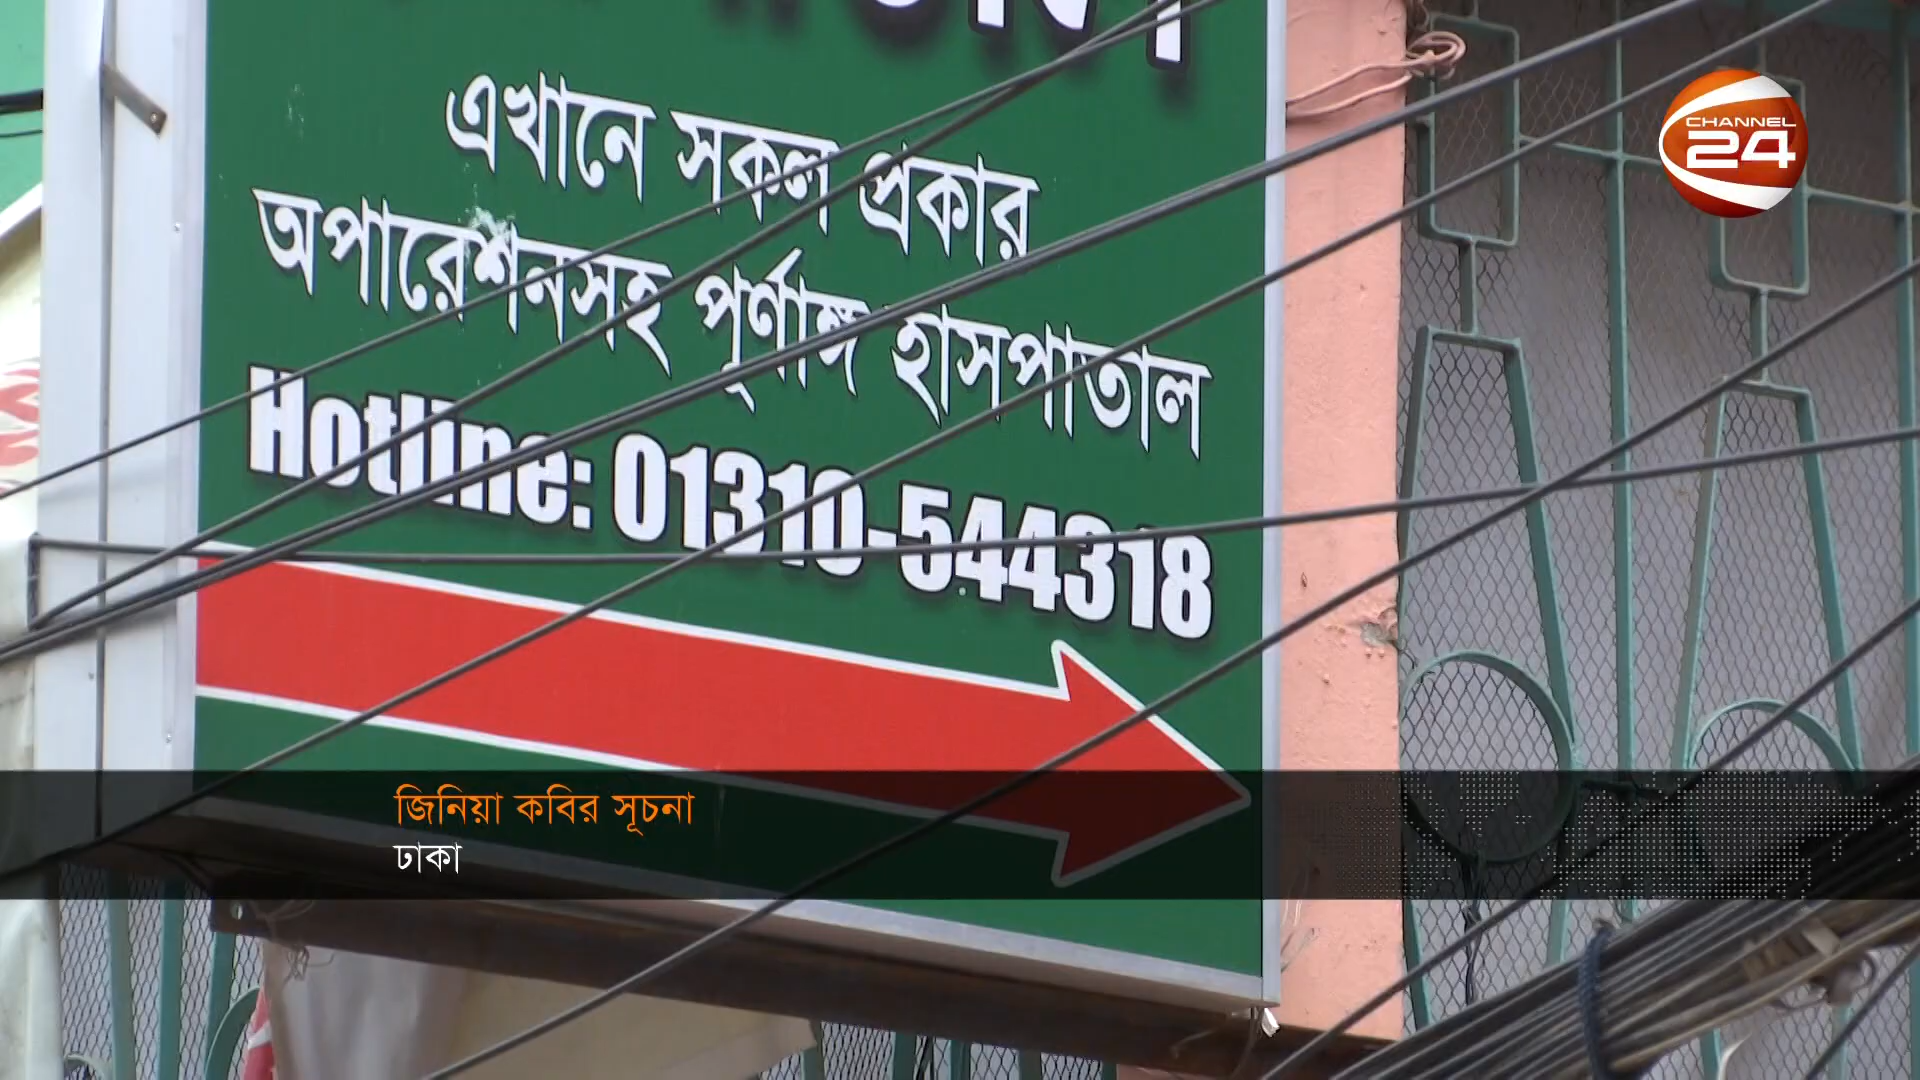 এখানে সকল প্রকার
অপারেশনসহ পূর্ণাঙ্গ হাসপাতাল
Hotline: 01310-544318
CHANNEL
24
জিনিয়া কবির সূচনা
ঢাকা